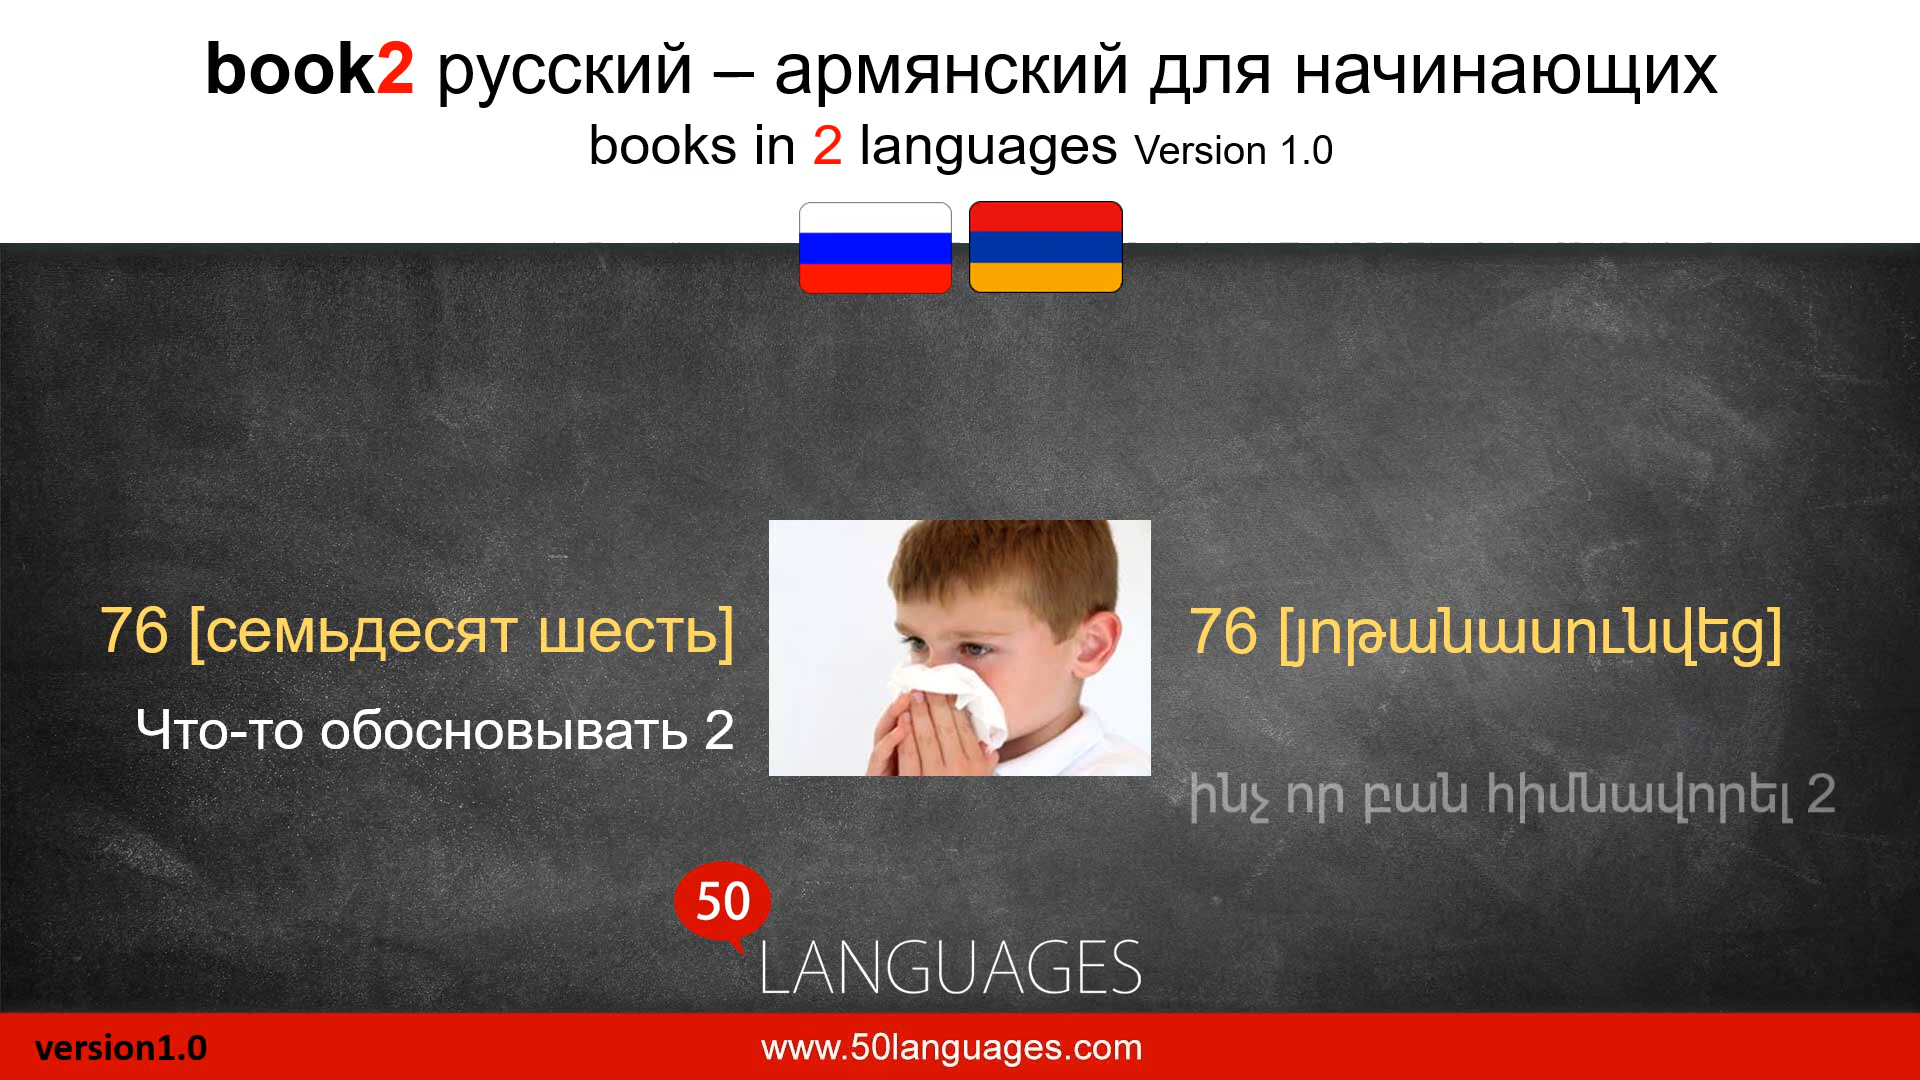 book2 русский – армянский для начинающих
books in 2 languages Version 1.0
76 [семьдесят шесть]
Что-то обосновывать 2
76 [յոթանասունվեց]
ինչ որ բան հիմնավորել 2
50
LANGUAGES
version1.0
www.50languages.com